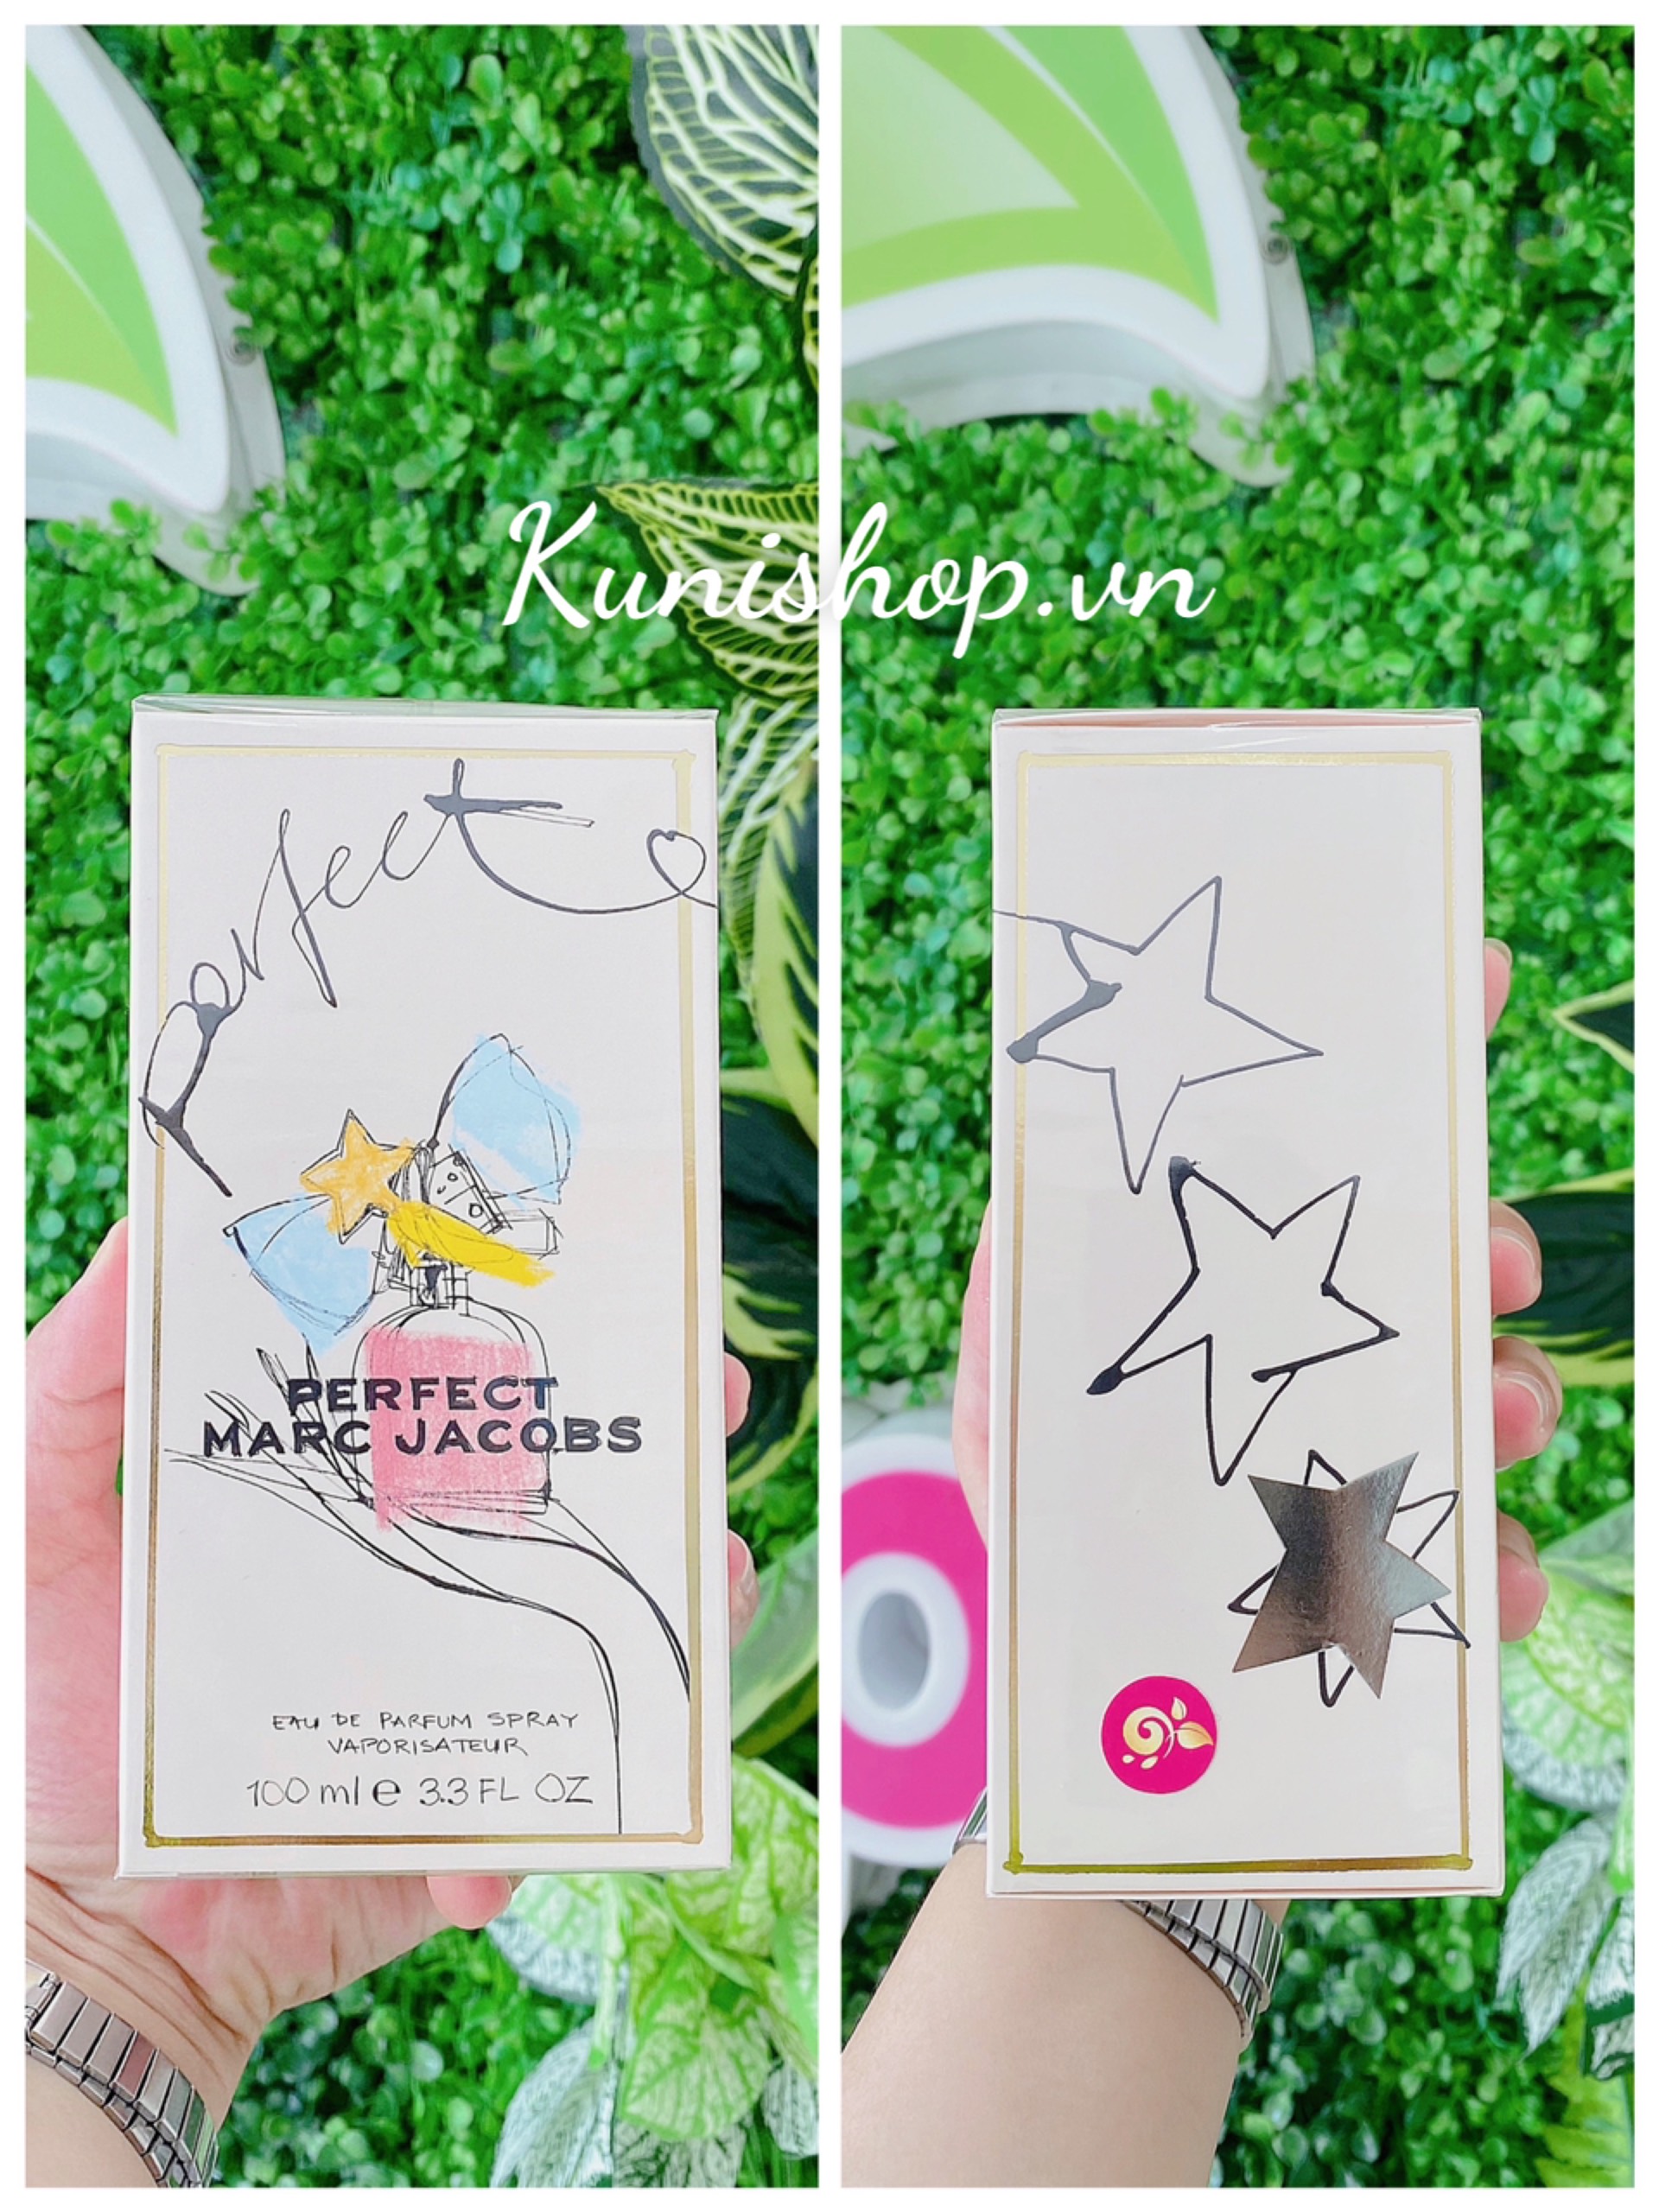 Kunishop.vn
perfect
PERFECT
MARC JACOBS
EAU DE PARFUM SPRAY
VAPORISATEUR
100 ml e 3.3 FL OZ